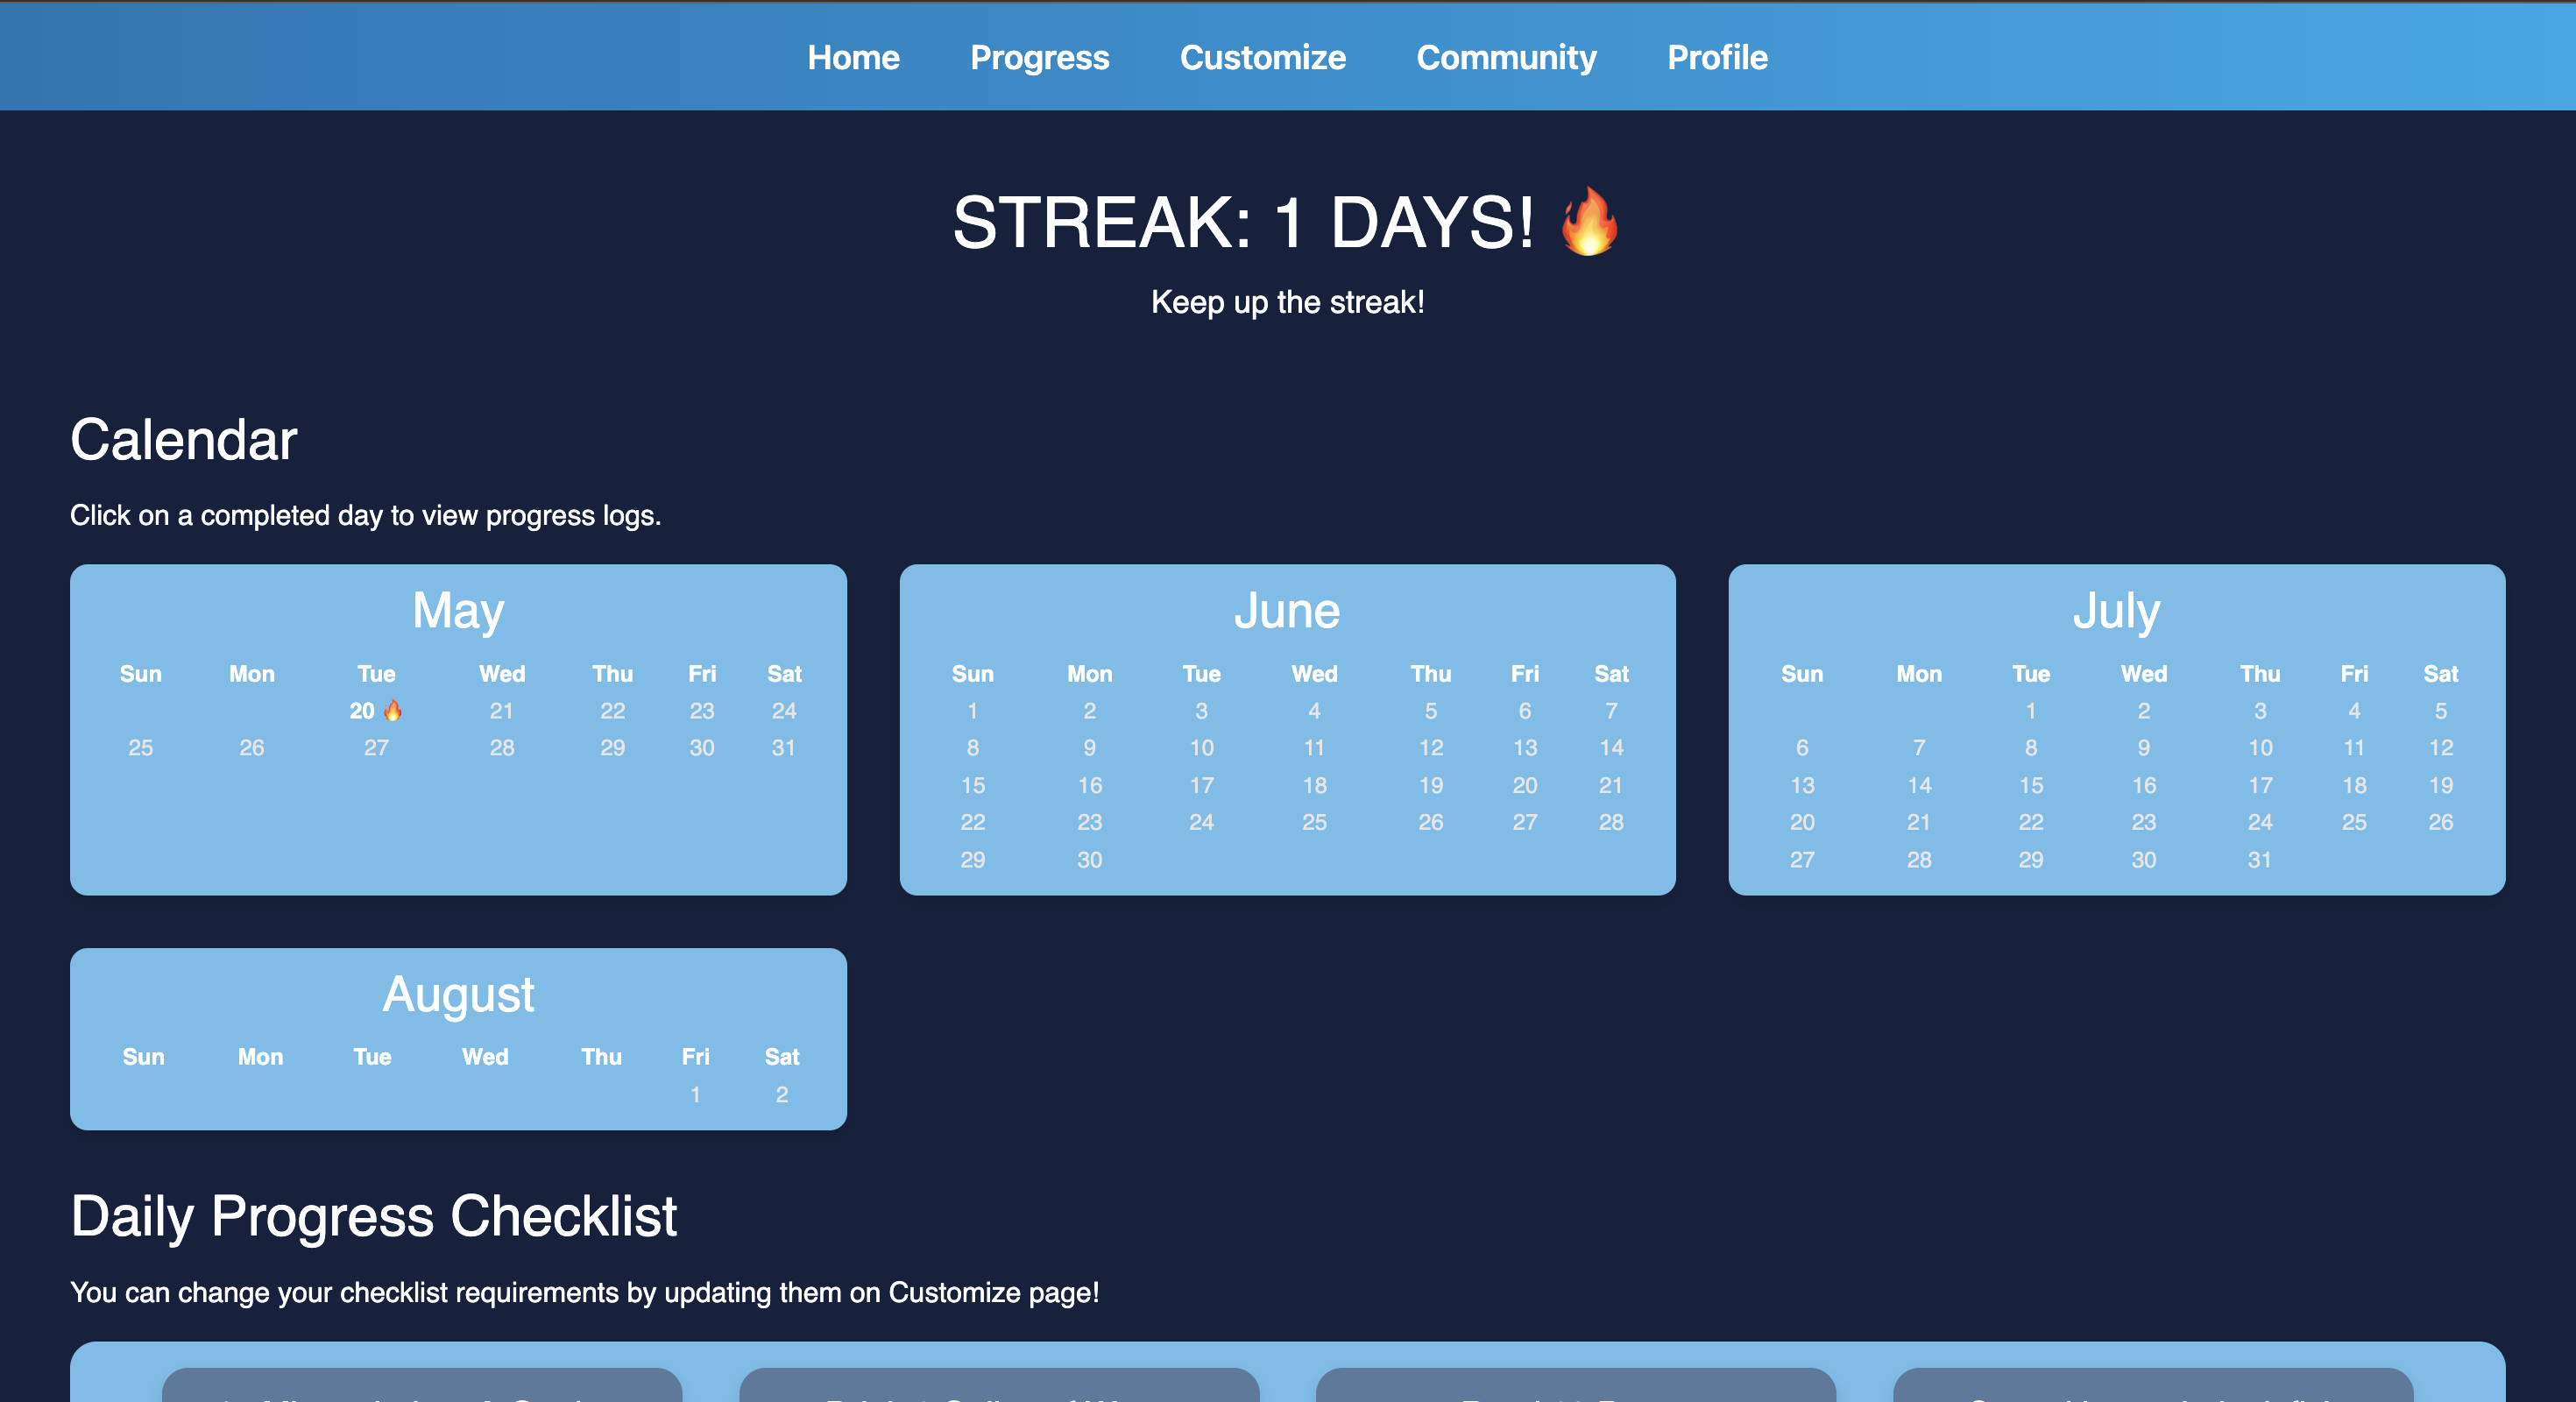 Home Progress Customize Community Profile
STREAK: 1 DAYS! 🔥
Keep up the streak!
Calendar
Click on a completed day to view progress logs.
May
Sun Mon Tue Wed Thu Fri Sat
20 🔥 21 22 23 24
25 26 27 28 29 30 31
June
Sun Mon Tue Wed Thu Fri Sat
1 2 3 4 5 6 7
8 9 10 11 12 13 14
15 16 17 18 19 20 21
22 23 24 25 26 27 28
29 30
July
Sun Mon Tue Wed Thu Fri Sat
1 2 3 4 5
6 7 8 9 10 11 12
13 14 15 16 17 18 19
20 21 22 23 24 25 26
27 28 29 30 31
August
Sun Mon Tue Wed Thu Fri Sat
1 2
Daily Progress Checklist
You can change your checklist requirements by updating them on Customize page!